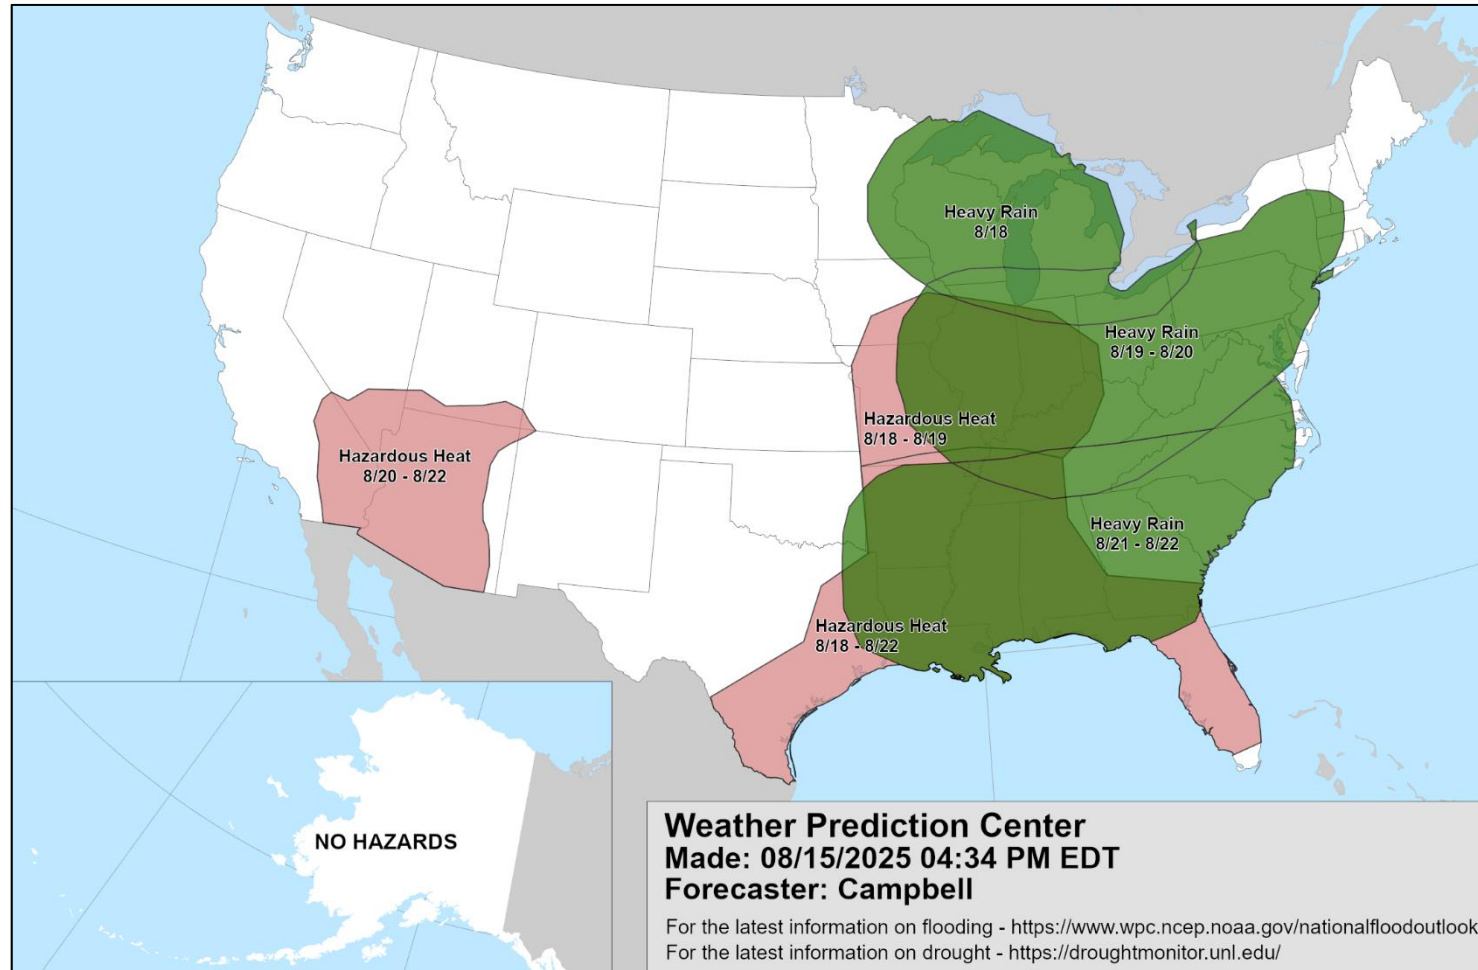 Heavy Rain
8/18
Heavy Rain
8/19 - 8/20
Hazardous Heat
8/18 - 8/19
Hazardous Heat
8/20 - 8/22
Heavy Rain
8/21 - 8/22
Hazardous Heat
8/18 - 8/22
NO HAZARDS
Weather Prediction Center
Made: 08/15/2025 04:34 PM EDT
Forecaster: Campbell
For the latest information on flooding - https://www.wpc.ncep.noaa.gov/nationalfloodoutlook
For the latest information on drought - https://droughtmonitor.unl.edu/